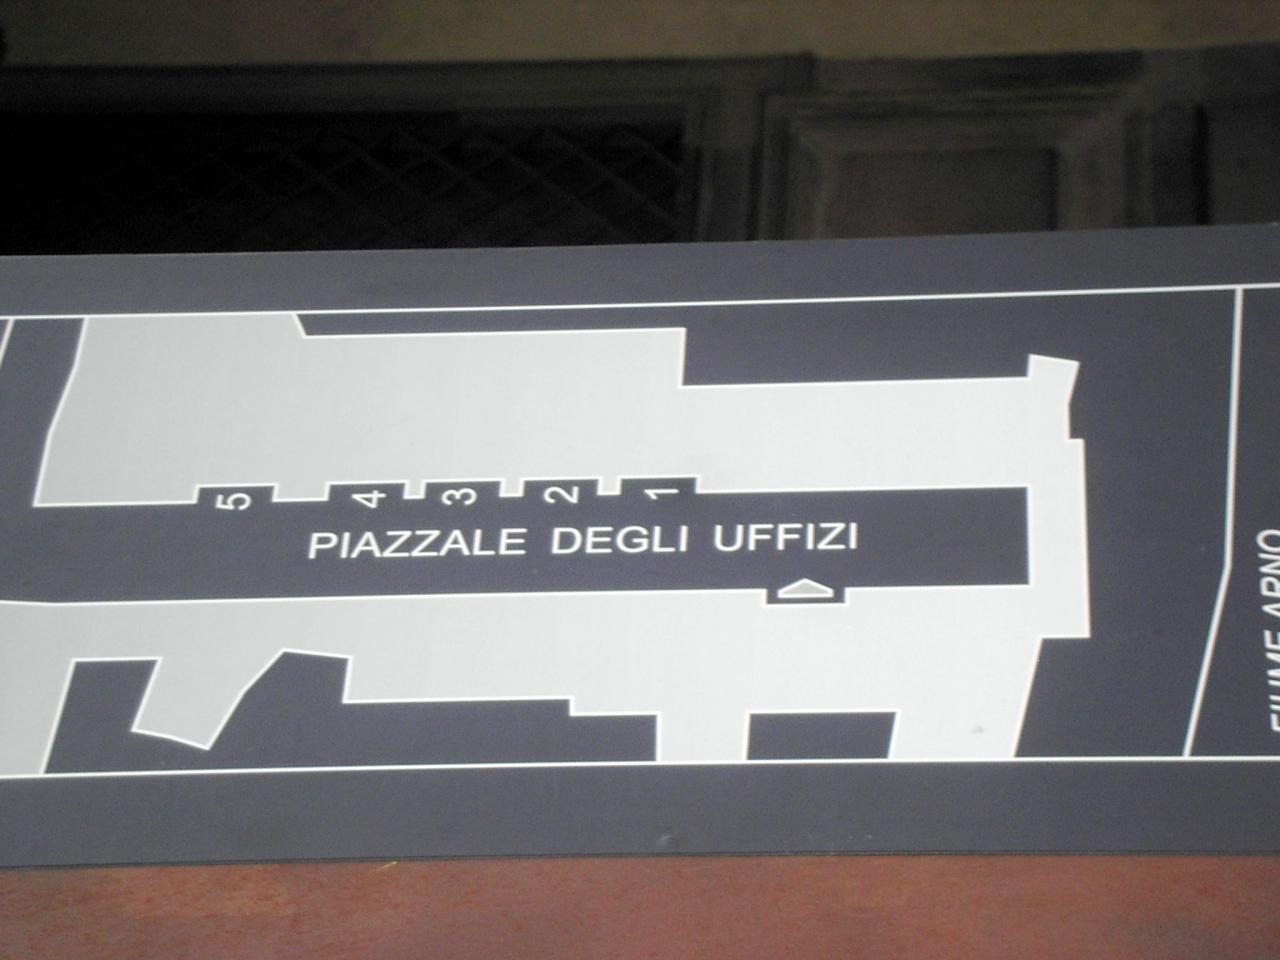 5 4 3 2 1
PIAZZALE DEGLI UFFIZI
FIUME ARNO